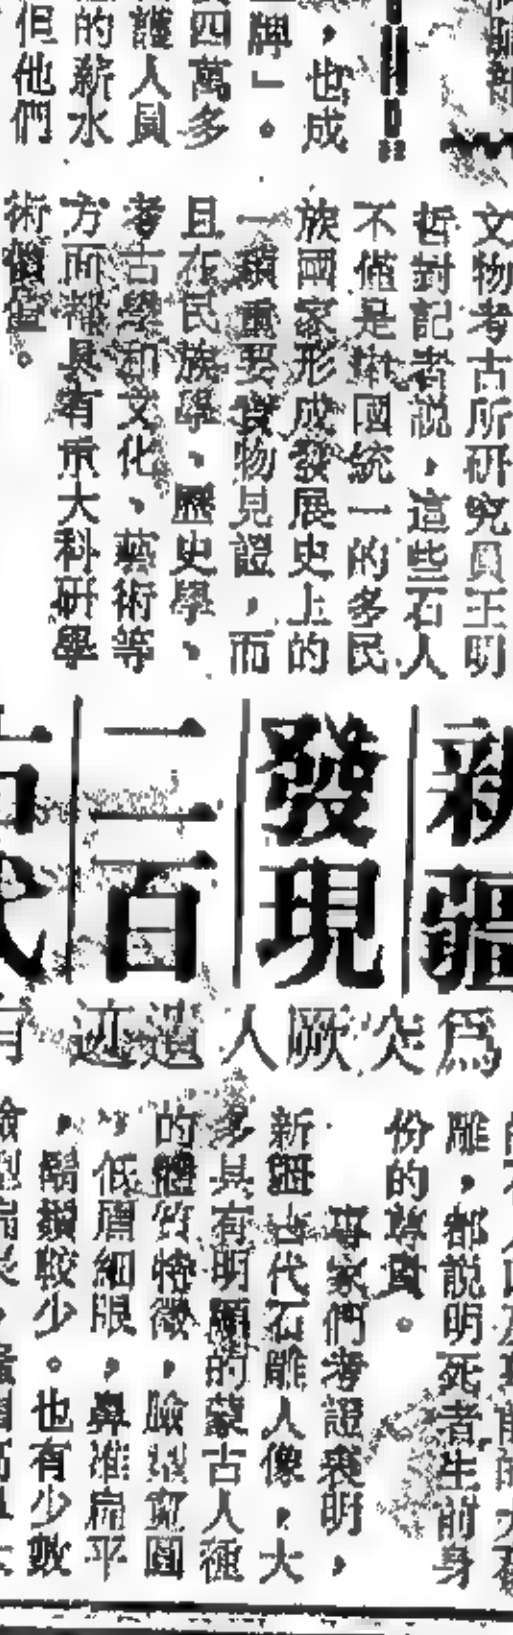 ，也成
牌」。
四萬多
護人員
的薪水
但他們
文物考古所研究員王明
哲對記者説，這些石人
不僅是我國統一的多民
族國家形成發展史上的
一項重要實物見證，而
且在民族學、歷史學、
考古學和文化、藝術等
方面都具有重大科研學
術價值。
新疆
發現
二百
古代
爲突厥人遺迹有
雕，都説明死者生前身
份的尊貴。
專家們考證表明，
新疆古代石雕人像，大
多具有明顯的蒙古人種
的體質特徵，臉型寬圓
，低眉細眼，鼻準扁平
，鬍鬚較少。也有少數